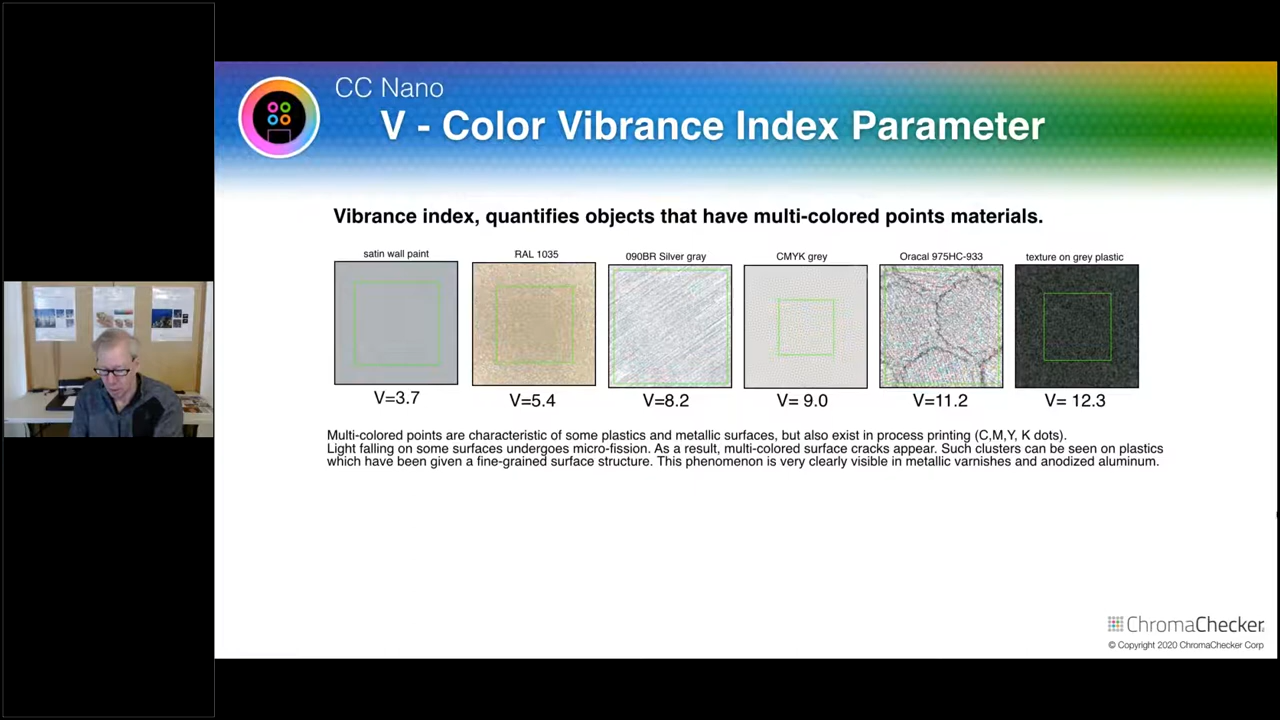 CC Nano
V - Color Vibrance Index Parameter
Vibrance index, quantifies objects that have multi-colored points materials.
satin wall paint
RAL 1035
090BR Silver gray
CMYK grey
Oracal 975HC-933
texture on grey plastic
V=3.7
V=5.4
V=8.2
V= 9.0
V=11.2
V= 12.3
Multi-colored points are characteristic of some plastics and metallic surfaces, but also exist in process printing (C,M,Y, K dots).
Light falling on some surfaces undergoes micro-fission. As a result, multi-colored surface cracks appear. Such clusters can be seen on plastics
which have been given a fine-grained surface structure. This phenomenon is very clearly visible in metallic varnishes and anodized aluminum.
ChromaChecker
© Copyright 2020 ChromaChecker Corp